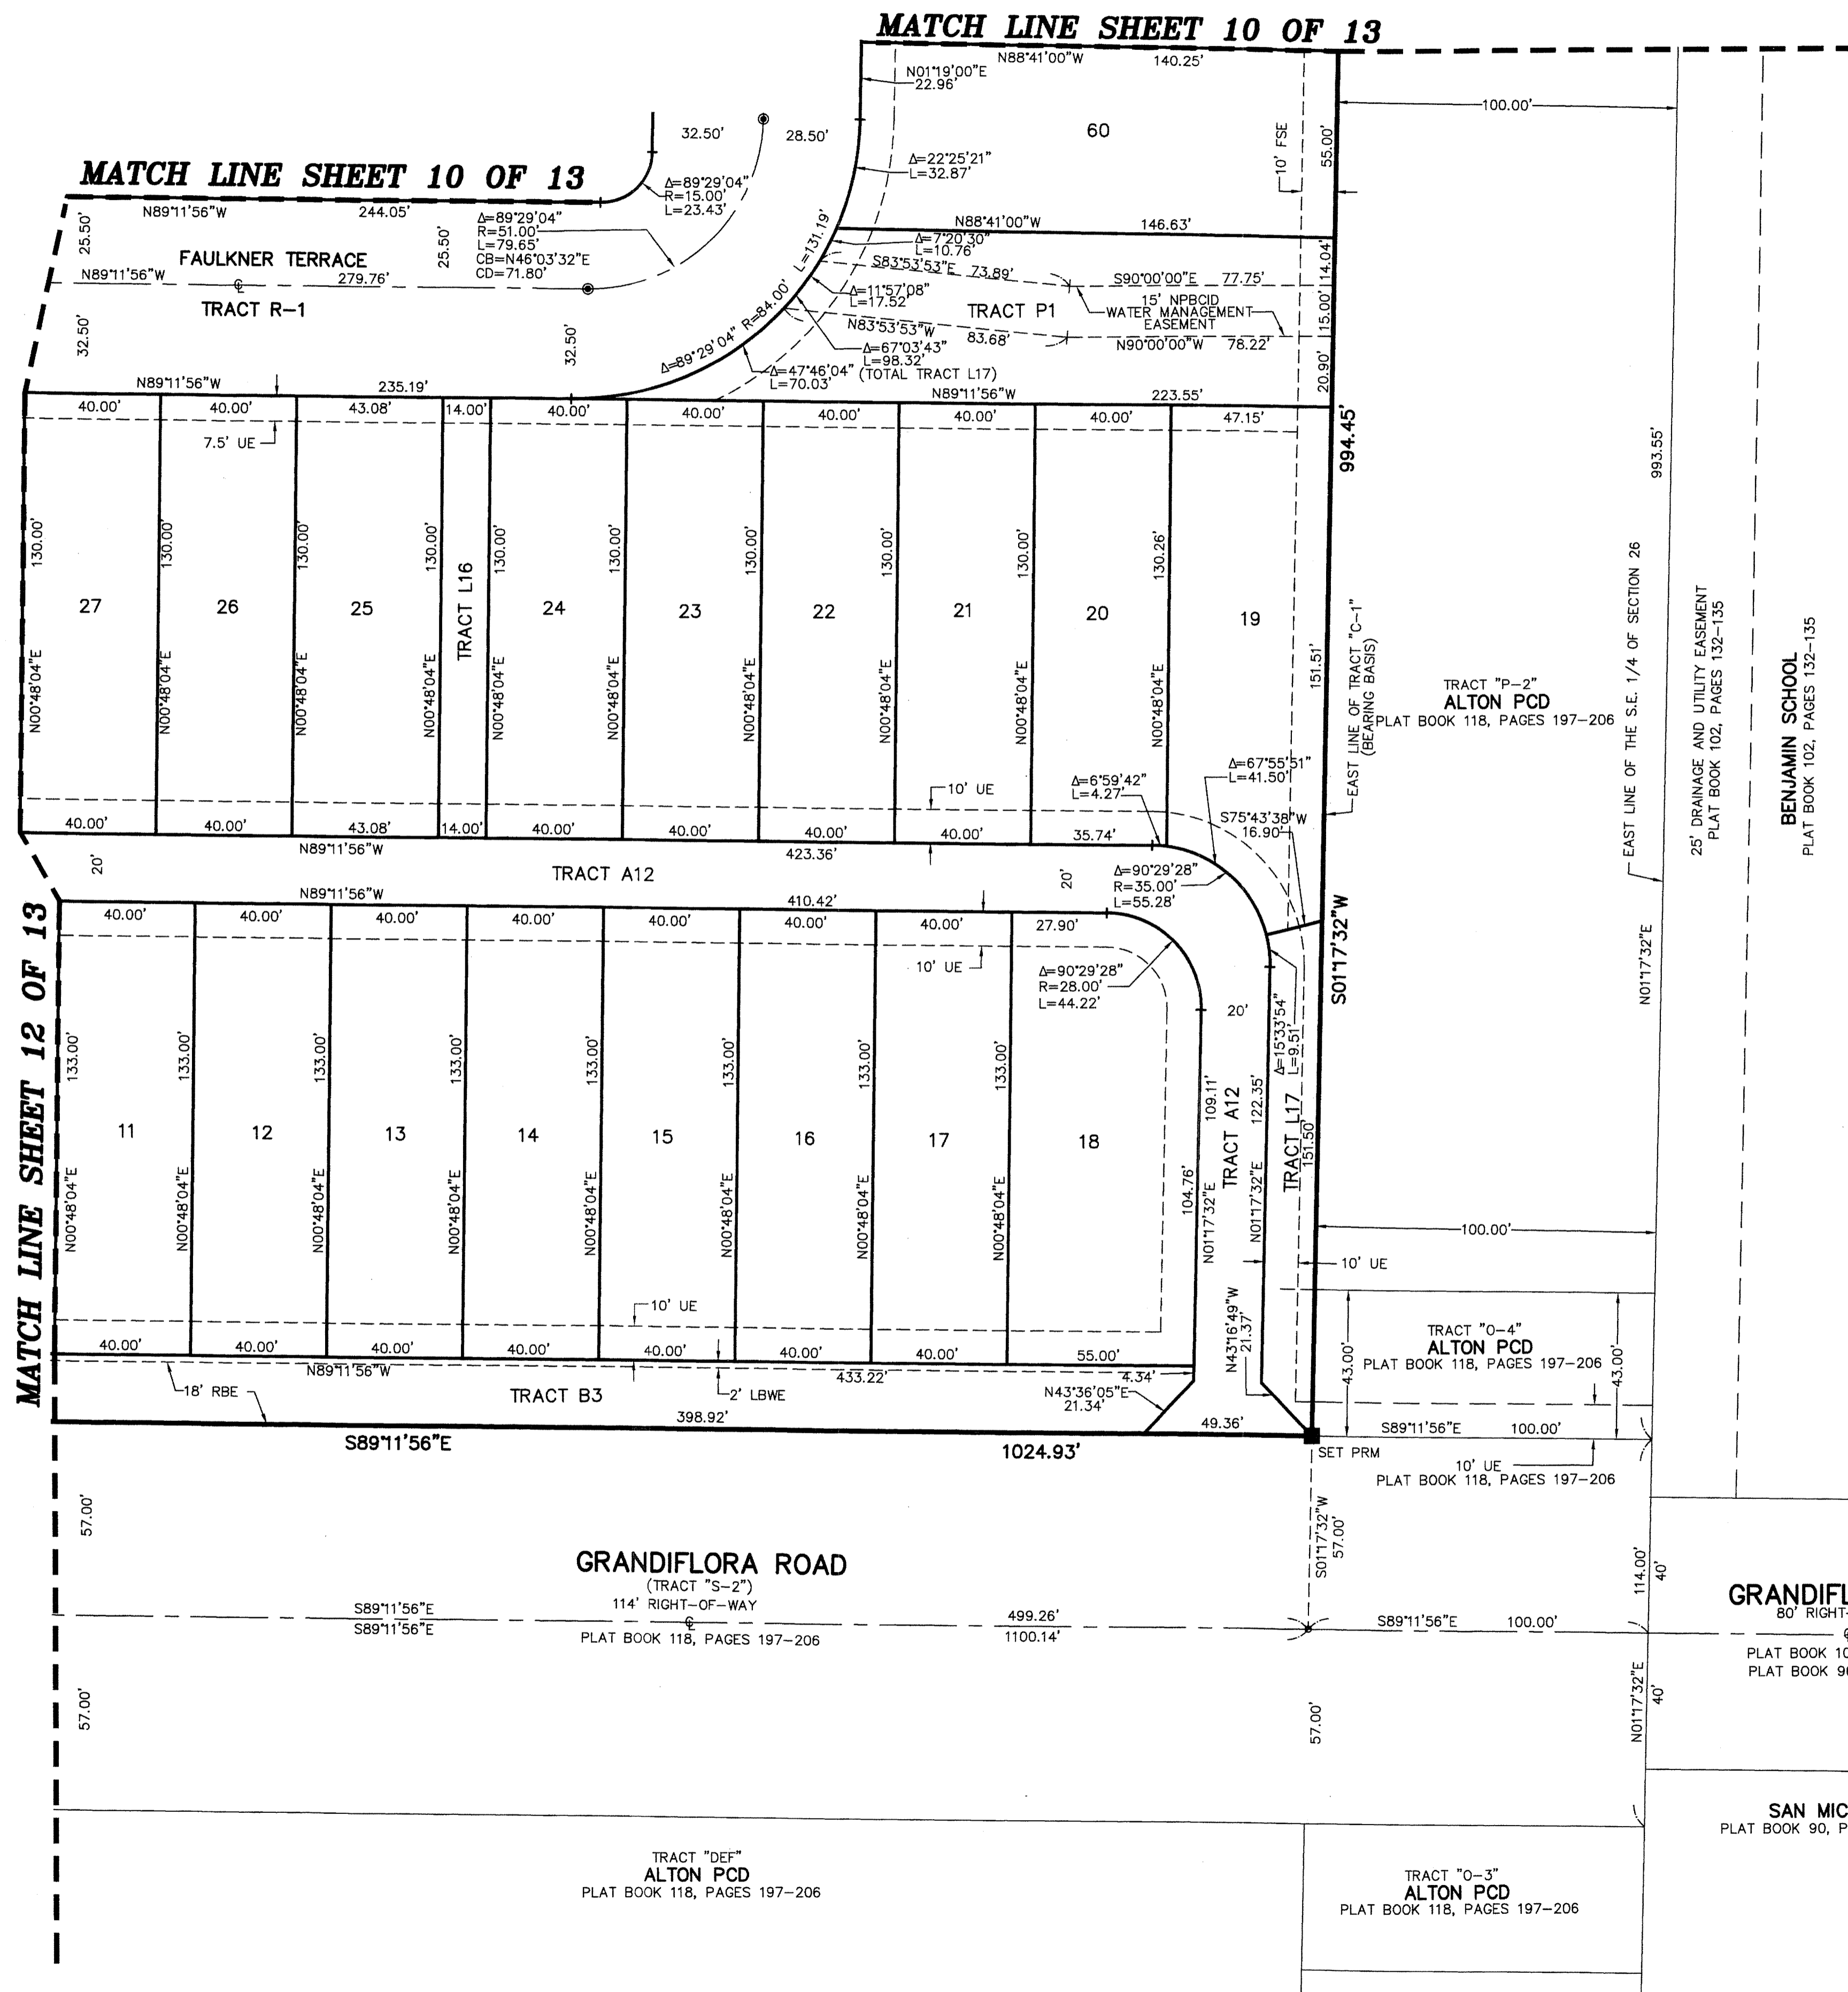 MATCH LINE SHEET 10 OF 13
N88°41'00"W 140.25'
N01°19'00"E
22.96'
60
10' FSE
55.00'
100.00'
32.50'
28.50'
Δ=22°25'21"
L=32.87'
MATCH LINE SHEET 10 OF 13
N89°11'56"W 244.05'
Δ=89°29'04"
R=15.00'
L=23.43'
Δ=89°29'04"
R=51.00'
L=79.65'
CB=N46°03'32"E
CD=71.80'
25.50'
25.50'
FAULKNER TERRACE
N89°11'56"W 279.76'
℄
TRACT R-1
32.50'
32.50'
N88°41'00"W 146.63'
L=131.19'
R=84.00'
Δ=89°29'04"
Δ=7°20'30"
L=10.76'
S83°53'53"E 73.89'
S90°00'00"E 77.75'
14.04'
Δ=11°57'08"
L=17.52'
TRACT P1
15' NPBCID
WATER MANAGEMENT
EASEMENT
15.00'
N83°53'53"W
83.68'
N90°00'00"W 78.22'
Δ=67°03'43"
L=98.32'
(TOTAL TRACT L17)
Δ=47°46'04"
L=70.03'
20.90'
N89°11'56"W 235.19'
N89°11'56"W 223.55'
40.00' 40.00' 43.08' 14.00' 40.00' 40.00' 40.00' 40.00' 40.00' 47.15'
7.5' UE
994.45'
993.55'
130.00' 130.00' 130.00' 130.00' 130.00' 130.00' 130.00' 130.00' 130.00' 130.26'
27 26 25 TRACT L16 24 23 22 21 20 19
N00°48'04"E N00°48'04"E N00°48'04"E N00°48'04"E N00°48'04"E N00°48'04"E N00°48'04"E N00°48'04"E N00°48'04"E N00°48'04"E
151.51'
EAST LINE OF TRACT "C-1"
(BEARING BASIS)
TRACT "P-2"
ALTON PCD
PLAT BOOK 118, PAGES 197-206
EAST LINE OF THE S.E. 1/4 OF SECTION 26
25' DRAINAGE AND UTILITY EASEMENT
PLAT BOOK 102, PAGES 132-135
BENJAMIN SCHOOL
PLAT BOOK 102, PAGES 132-135
10' UE
Δ=6°59'42"
L=4.27'
Δ=67°55'51"
L=41.50'
S75°43'38"W
16.90'
40.00' 40.00' 43.08' 14.00' 40.00' 40.00' 40.00' 40.00' 35.74'
N89°11'56"W 423.36'
20'
TRACT A12
20'
Δ=90°29'28"
R=35.00'
L=55.28'
N89°11'56"W 410.42'
40.00' 40.00' 40.00' 40.00' 40.00' 40.00' 40.00' 27.90'
10' UE
Δ=90°29'28"
R=28.00'
L=44.22'
20'
S01°17'32"W
N01°17'32"E
Δ=15°33'54"
L=9.51'
MATCH LINE SHEET 12 OF 13
133.00' 133.00' 133.00' 133.00' 133.00' 133.00' 133.00' 133.00'
11 12 13 14 15 16 17 18
N00°48'04"E N00°48'04"E N00°48'04"E N00°48'04"E N00°48'04"E N00°48'04"E N00°48'04"E N00°48'04"E
104.76'
109.11'
N01°17'32"E
TRACT A12
122.35'
N01°17'32"E
TRACT L17
151.50'
100.00'
10' UE
10' UE
40.00' 40.00' 40.00' 40.00' 40.00' 40.00' 40.00' 55.00'
N89°11'56"W 433.22'
4.34'
18' RBE
TRACT B3
2' LBWE
N43°16'49"W
21.37'
N43°36'05"E
21.34'
398.92'
49.36'
S89°11'56"E 1024.93'
SET PRM
TRACT "O-4"
ALTON PCD
PLAT BOOK 118, PAGES 197-206
43.00'
43.00'
S89°11'56"E 100.00'
10' UE
PLAT BOOK 118, PAGES 197-206
57.00'
S01°17'32"W
57.00'
GRANDIFLORA ROAD
(TRACT "S-2")
114' RIGHT-OF-WAY
S89°11'56"E 499.26'
℄
S89°11'56"E 1100.14'
PLAT BOOK 118, PAGES 197-206
S89°11'56"E 100.00'
114.00'
40'
GRANDIFL
80' RIGHT-
PLAT BOOK 10
PLAT BOOK 9
N01°17'32"E
40'
57.00'
57.00'
SAN MIC
PLAT BOOK 90, P
TRACT "DEF"
ALTON PCD
PLAT BOOK 118, PAGES 197-206
TRACT "O-3"
ALTON PCD
PLAT BOOK 118, PAGES 197-206